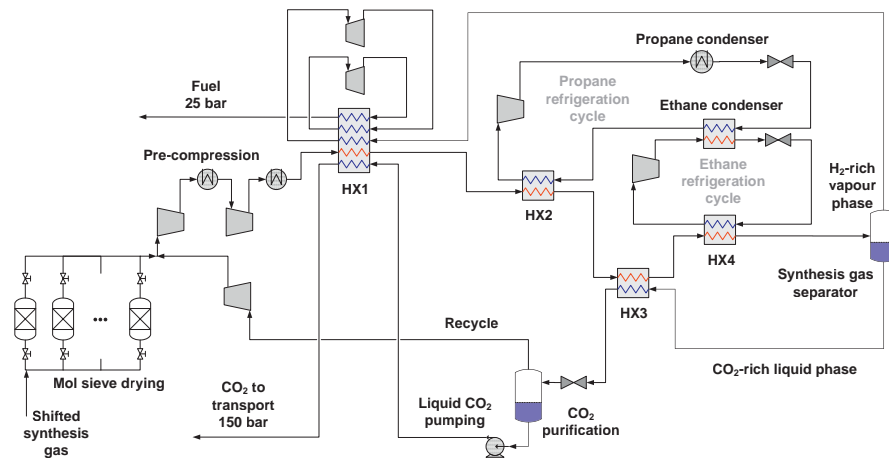 Propane condenser
Fuel
25 bar
Propane
refrigeration
cycle
Ethane condenser
Pre-compression
Ethane
refrigeration
cycle
H₂-rich
vapour
phase
HX1
HX2
HX4
Synthesis gas
separator
HX3
Recycle
CO₂-rich liquid phase
Mol sieve drying
CO₂ to
transport
150 bar
Liquid CO₂
pumping
CO₂
purification
Shifted
synthesis
gas